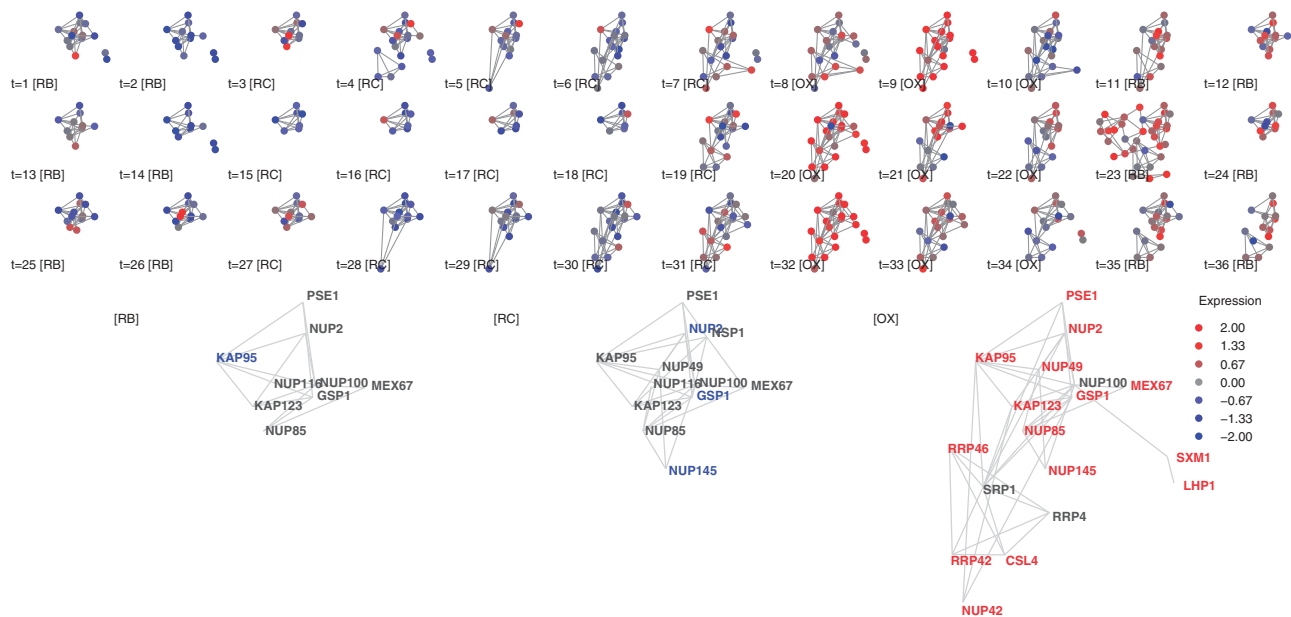 t=1 [RB] t=2 [RB] t=3 [RC] t=4 [RC] t=5 [RC] t=6 [RC] t=7 [RC] t=8 [OX] t=9 [OX] t=10 [OX] t=11 [RB] t=12 [RB]
t=13 [RB] t=14 [RB] t=15 [RC] t=16 [RC] t=17 [RC] t=18 [RC] t=19 [RC] t=20 [OX] t=21 [OX] t=22 [OX] t=23 [RB] t=24 [RB]
t=25 [RB] t=26 [RB] t=27 [RC] t=28 [RC] t=29 [RC] t=30 [RC] t=31 [RC] t=32 [OX] t=33 [OX] t=34 [OX] t=35 [RB] t=36 [RB]
[RB]
PSE1
NUP2
KAP95
NUP116
NUP100
MEX67
GSP1
KAP123
NUP85
[RC]
PSE1
NUP2
NSP1
KAP95
NUP49
NUP116
NUP100
MEX67
GSP1
KAP123
NUP85
NUP145
[OX]
PSE1
NUP2
KAP95
NUP49
NUP100
MEX67
GSP1
KAP123
NUP85
RRP46
NUP145
SXM1
SRP1
LHP1
RRP4
RRP42
CSL4
NUP42
Expression
2.00
1.33
0.67
0.00
−0.67
−1.33
−2.00